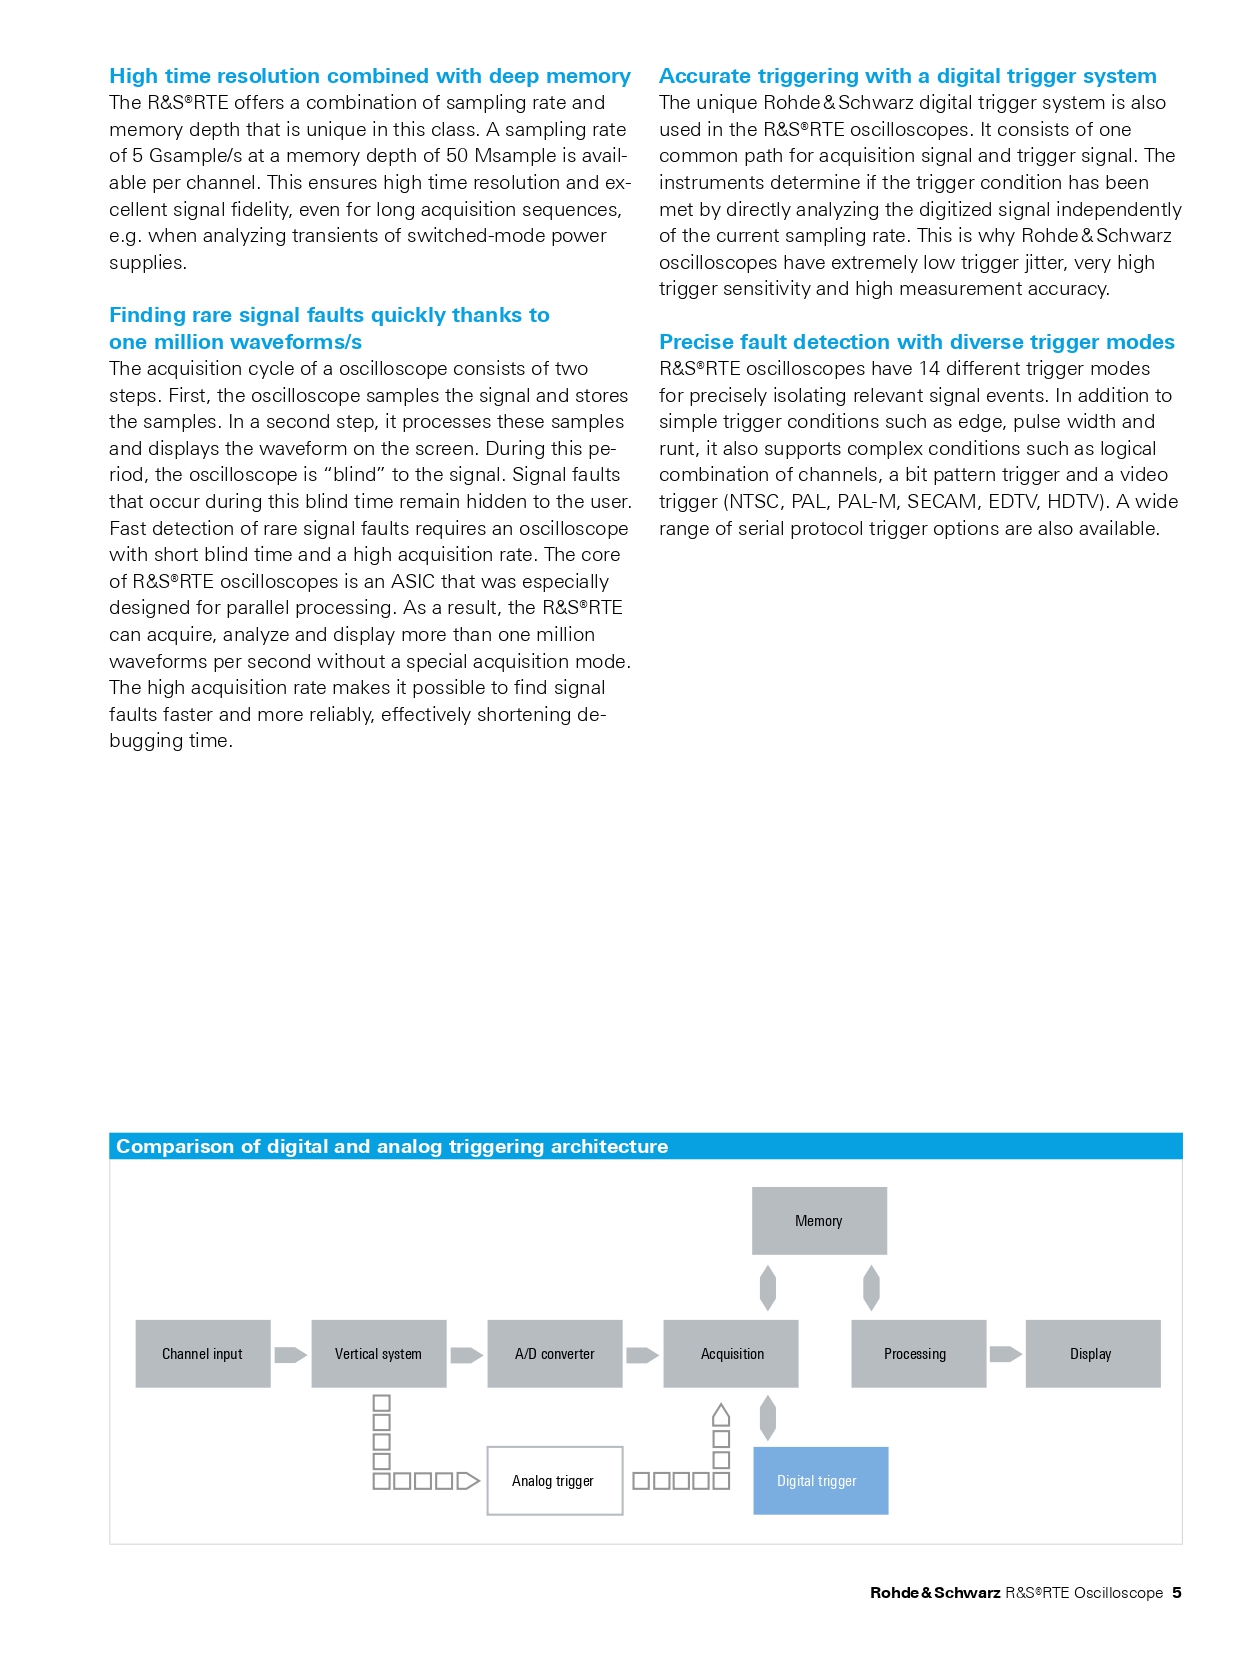 High time resolution combined with deep memory
The R&S®RTE offers a combination of sampling rate and
memory depth that is unique in this class. A sampling rate
of 5 Gsample/s at a memory depth of 50 Msample is avail-
able per channel. This ensures high time resolution and ex-
cellent signal fidelity, even for long acquisition sequences,
e.g. when analyzing transients of switched-mode power
supplies.
Finding rare signal faults quickly thanks to
one million waveforms/s
The acquisition cycle of a oscilloscope consists of two
steps. First, the oscilloscope samples the signal and stores
the samples. In a second step, it processes these samples
and displays the waveform on the screen. During this pe-
riod, the oscilloscope is “blind” to the signal. Signal faults
that occur during this blind time remain hidden to the user.
Fast detection of rare signal faults requires an oscilloscope
with short blind time and a high acquisition rate. The core
of R&S®RTE oscilloscopes is an ASIC that was especially
designed for parallel processing. As a result, the R&S®RTE
can acquire, analyze and display more than one million
waveforms per second without a special acquisition mode.
The high acquisition rate makes it possible to find signal
faults faster and more reliably, effectively shortening de-
bugging time.
Accurate triggering with a digital trigger system
The unique Rohde & Schwarz digital trigger system is also
used in the R&S®RTE oscilloscopes. It consists of one
common path for acquisition signal and trigger signal. The
instruments determine if the trigger condition has been
met by directly analyzing the digitized signal independently
of the current sampling rate. This is why Rohde & Schwarz
oscilloscopes have extremely low trigger jitter, very high
trigger sensitivity and high measurement accuracy.
Precise fault detection with diverse trigger modes
R&S®RTE oscilloscopes have 14 different trigger modes
for precisely isolating relevant signal events. In addition to
simple trigger conditions such as edge, pulse width and
runt, it also supports complex conditions such as logical
combination of channels, a bit pattern trigger and a video
trigger (NTSC, PAL, PAL-M, SECAM, EDTV, HDTV). A wide
range of serial protocol trigger options are also available.
Comparison of digital and analog triggering architecture
Memory
Channel input
Vertical system
A/D converter
Acquisition
Processing
Display
Analog trigger
Digital trigger
Rohde & Schwarz R&S®RTE Oscilloscope 5